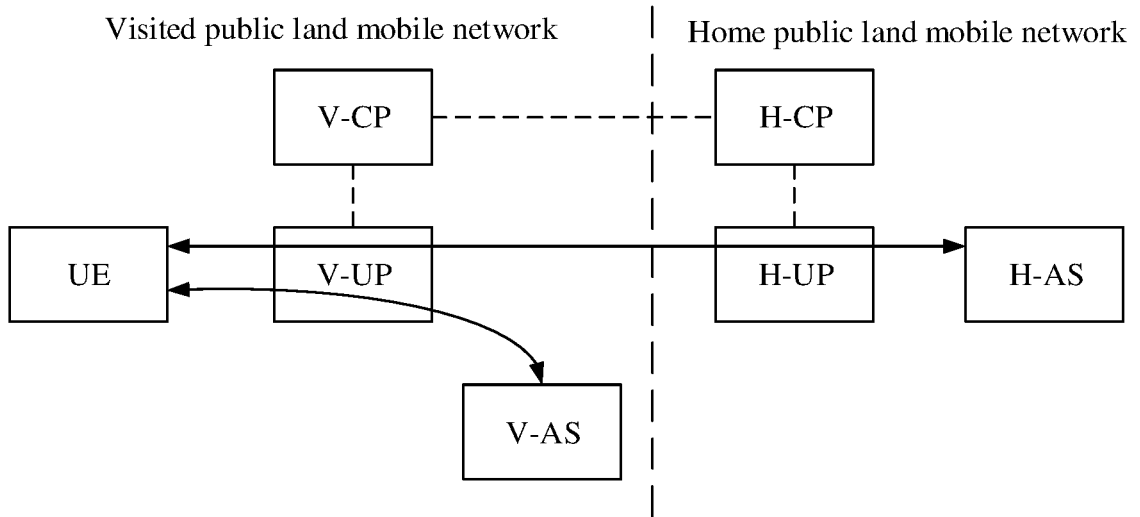 Visited public land mobile network
Home public land mobile network
V-CP
H-CP
UE
V-UP
H-UP
H-AS
V-AS